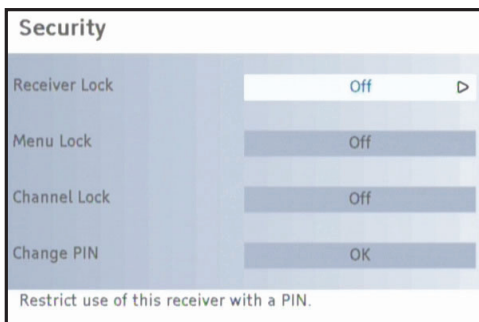 Security
Receiver Lock Off
Menu Lock Off
Channel Lock Off
Change PIN OK
Restrict use of this receiver with a PIN.